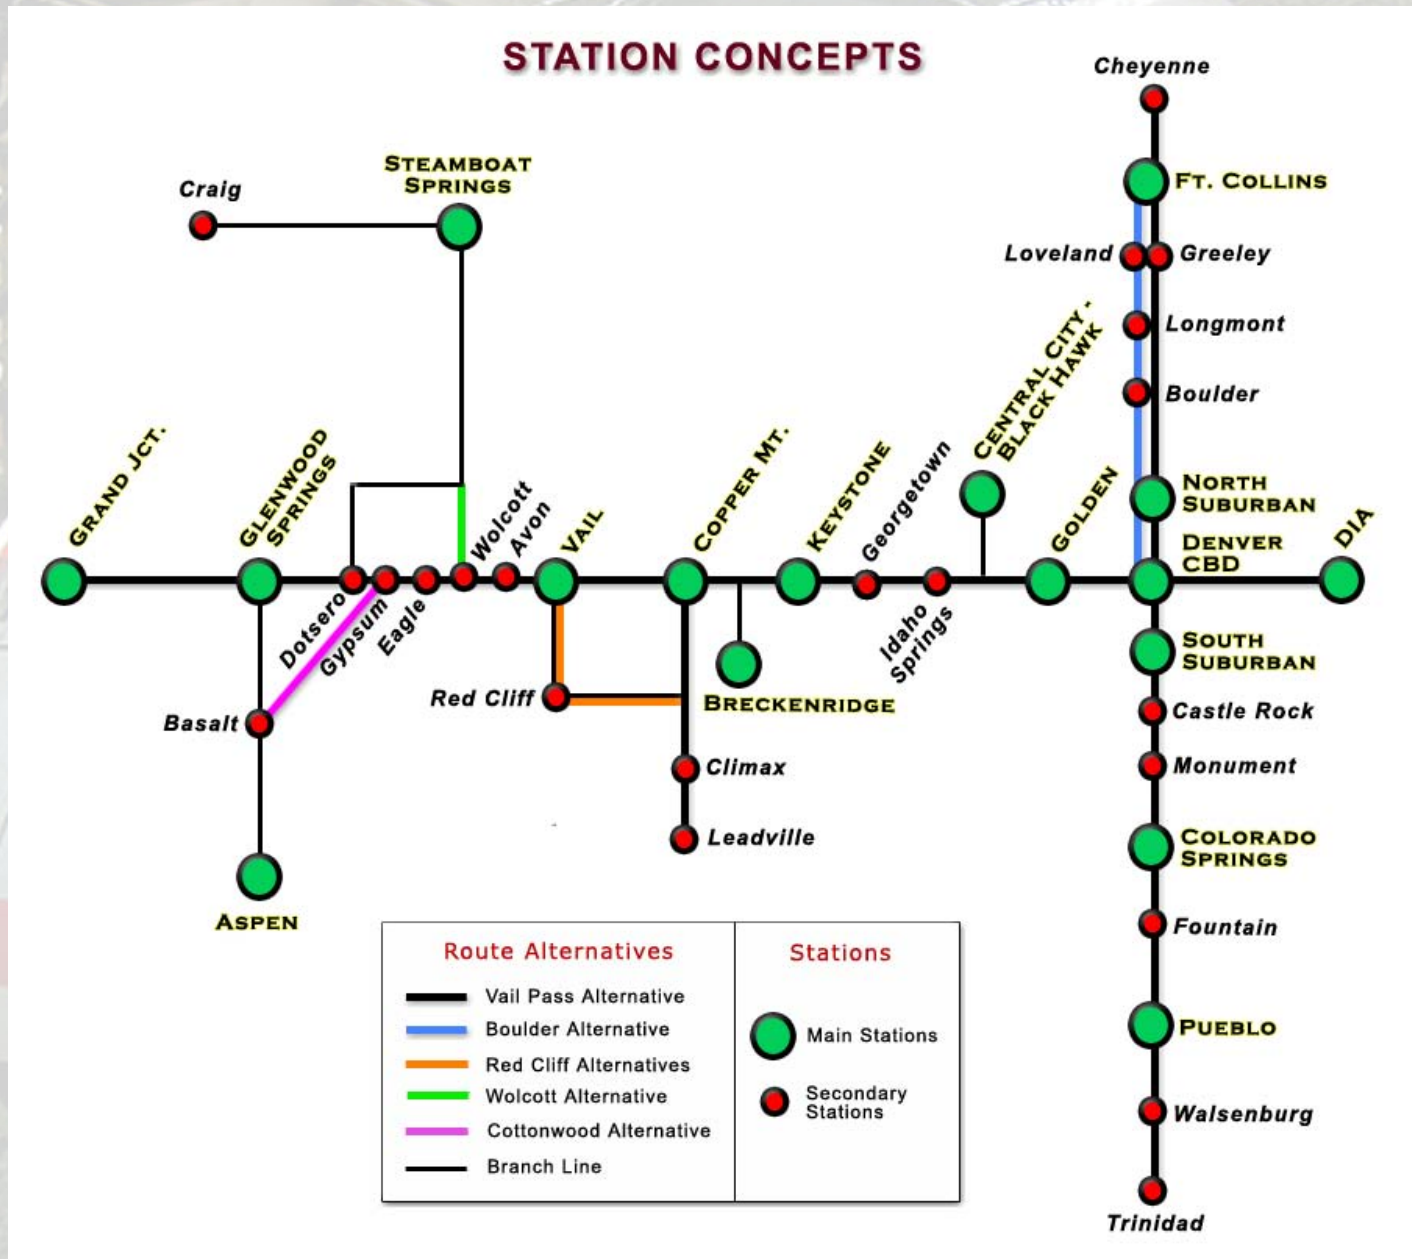 STATION CONCEPTS
Cheyenne
STEAMBOAT
SPRINGS
Craig
FT. COLLINS
Loveland
Greeley
Longmont
Boulder
CENTRAL CITY -
BLACK HAWK
GRAND JCT.
GLENWOOD
SPRINGS
Wolcott
Avon
VAIL
COPPER MT.
KEYSTONE
Georgetown
GOLDEN
NORTH
SUBURBAN
DENVER
CBD
DIA
Dotsero
Gypsum
Eagle
Idaho
Springs
SOUTH
SUBURBAN
Red Cliff
BRECKENRIDGE
Castle Rock
Basalt
Climax
Monument
Leadville
COLORADO
SPRINGS
ASPEN
Fountain
PUEBLO
Walsenburg
Trinidad
Route Alternatives
Vail Pass Alternative
Boulder Alternative
Red Cliff Alternatives
Wolcott Alternative
Cottonwood Alternative
Branch Line
Stations
Main Stations
Secondary
Stations